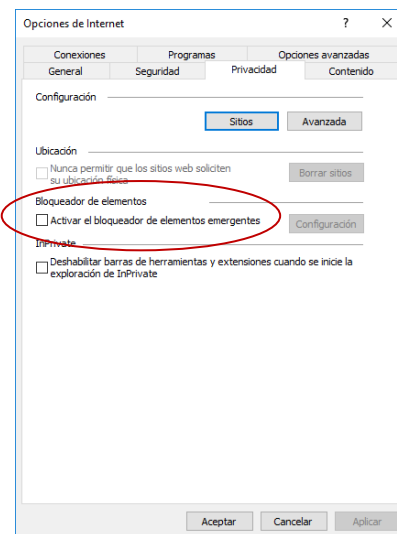 Opciones de Internet ? ×
Conexiones Programas Opciones avanzadas
General Seguridad Privacidad Contenido
Configuración
Sitios Avanzada
Ubicación
Nunca permitir que los sitios web soliciten
su ubicación física
Borrar sitios
Bloqueador de elementos
Activar el bloqueador de elementos emergentes
Configuración
InPrivate
Deshabilitar barras de herramientas y extensiones cuando se inicie la
exploración de InPrivate
Aceptar Cancelar Aplicar